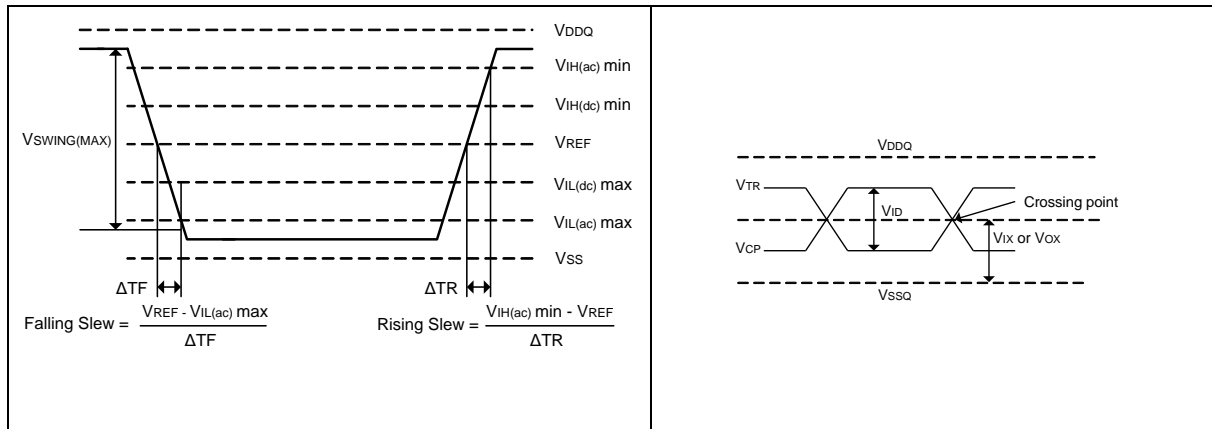 VDDQ
VIH(ac) min
VIH(dc) min
VSWING(MAX)
VREF
VIL(dc) max
VIL(ac) max
VSS
ΔTF
ΔTR
Falling Slew = VREF - VIL(ac) max
ΔTF
Rising Slew = VIH(ac) min - VREF
ΔTR
VDDQ
VTR
VID
Crossing point
VIX or VOX
VCP
VSSQ